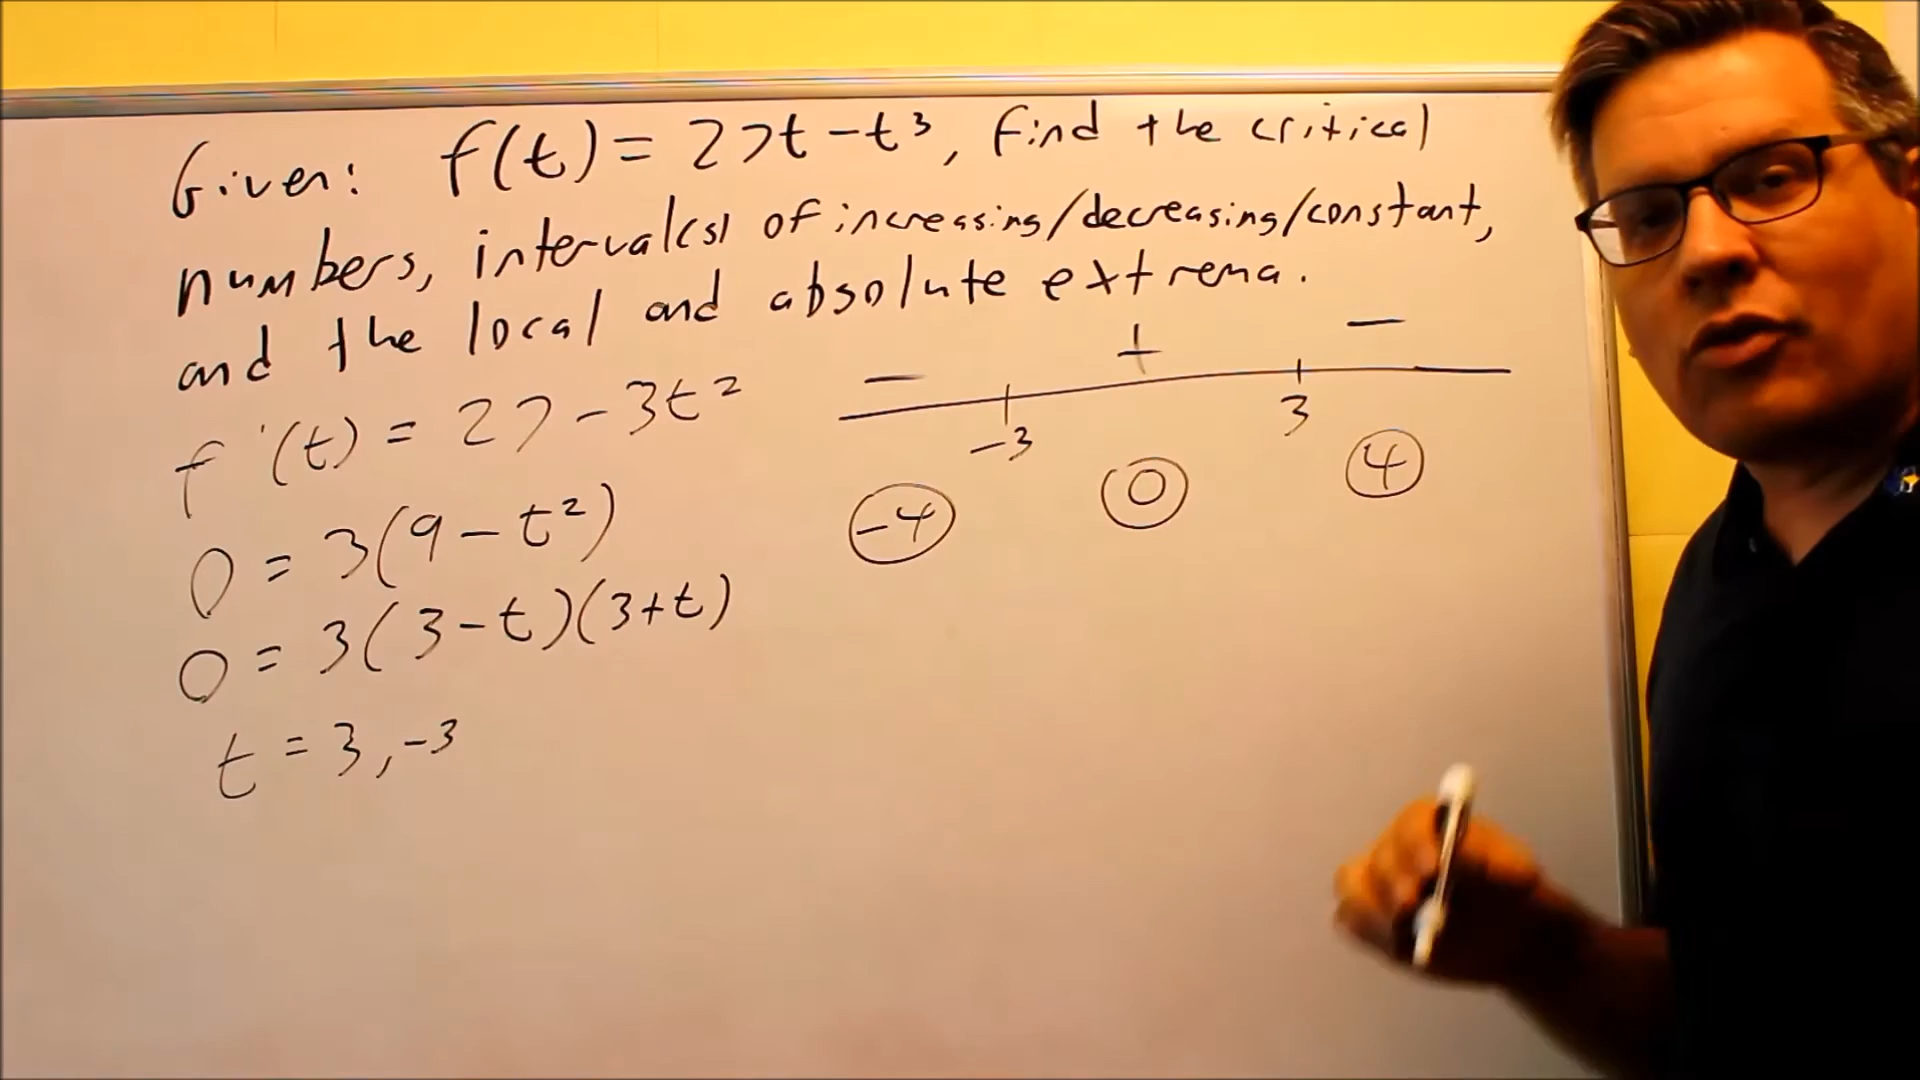 Given: f(t) = 27t - t³, find the critical
numbers, interval(s) of increasing/decreasing/constant,
and the local and absolute extrema.
f'(t) = 27 - 3t²
0 = 3(9 - t²)
0 = 3(3 - t)(3 + t)
t = 3, -3
- + -
-3 3
-4 0 4